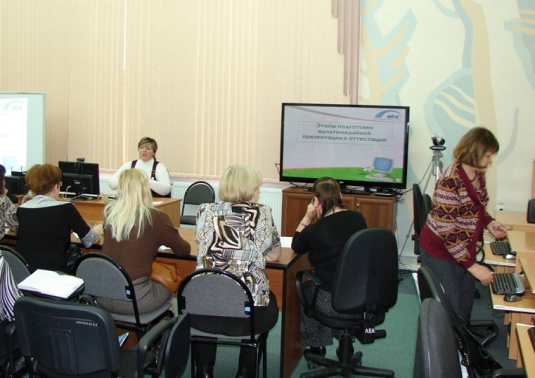 Этапы подготовки
мультимедийной
презентации к аттестации